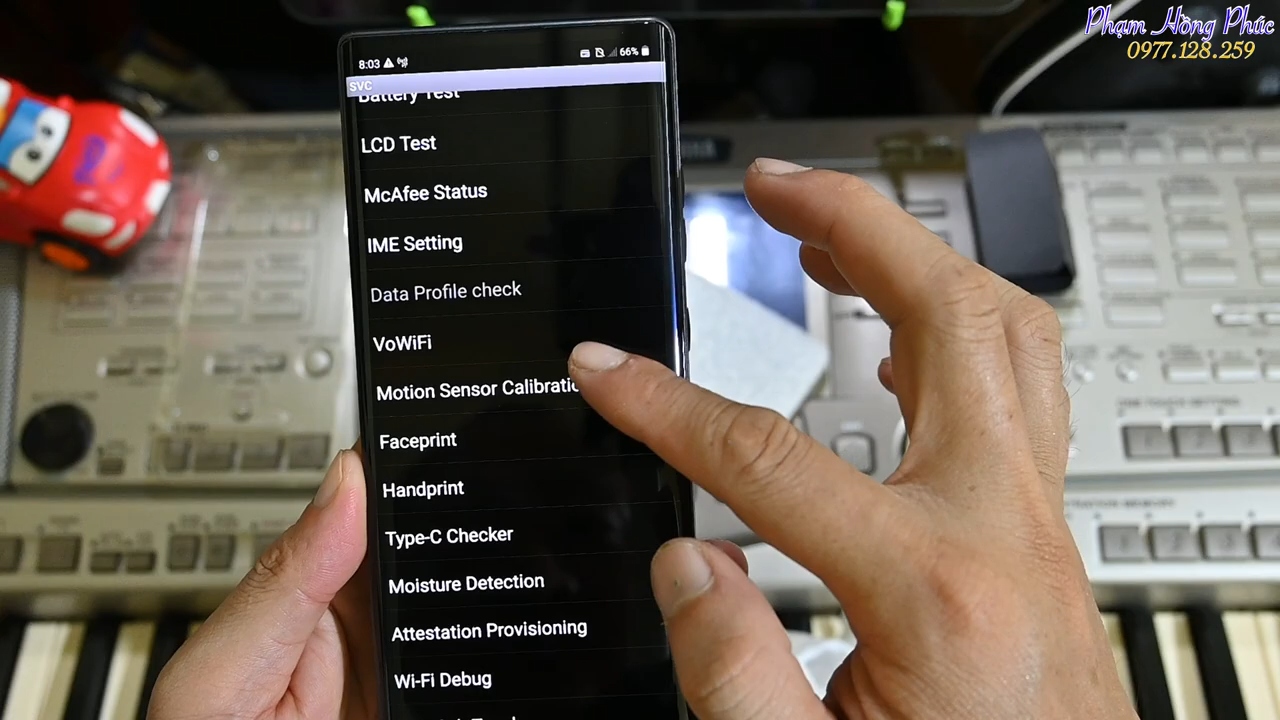 Phạm Hồng Phúc
0977.128.259
8:03
66%
SVC
Battery Test
LCD Test
McAfee Status
IME Setting
Data Profile check
VoWiFi
Motion Sensor Calibratio
Faceprint
Handprint
Type-C Checker
Moisture Detection
Attestation Provisioning
Wi-Fi Debug